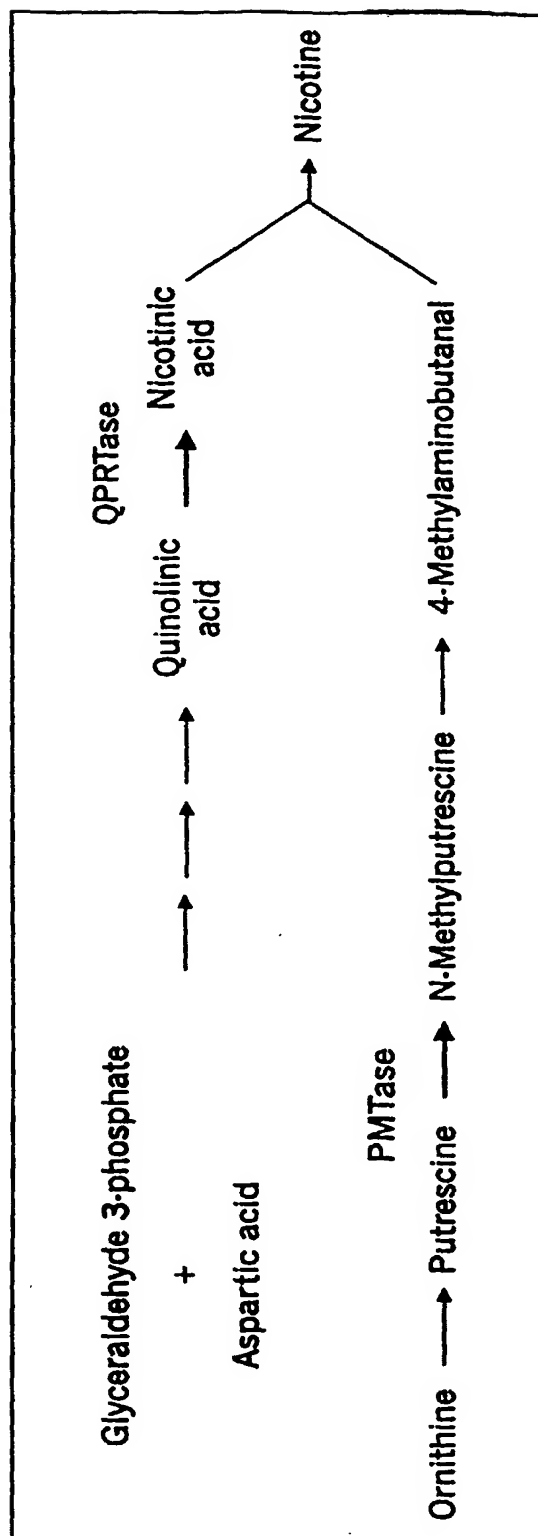 Glyceraldehyde 3-phosphate
+
Aspartic acid
Quinolinic
acid
QPRTase
Nicotinic
acid
Nicotine
Ornithine
Putrescine
PMTase
N-Methylputrescine
4-Methylaminobutanal